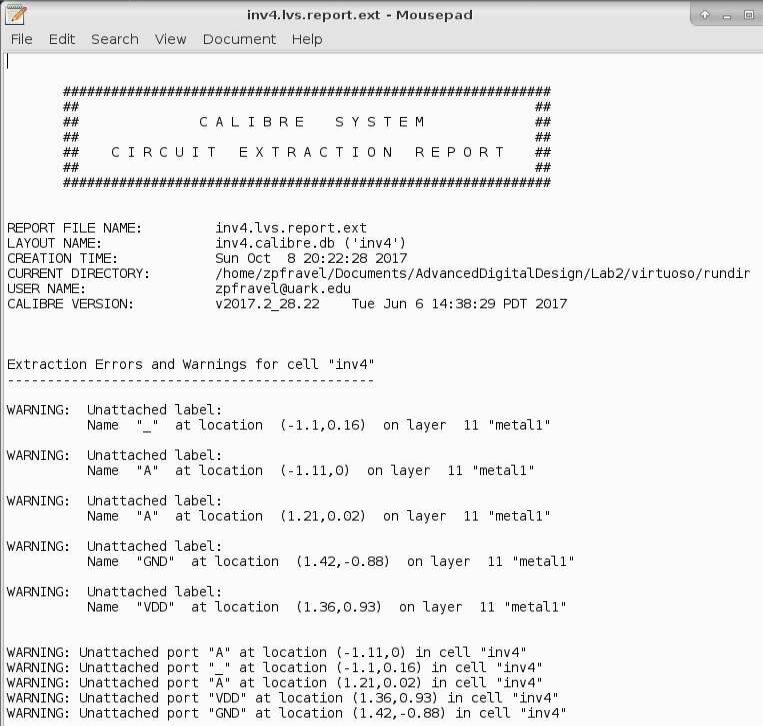 inv4.lvs.report.ext - Mousepad
File Edit Search View Document Help
#############################################################
## ##
## C A L I B R E S Y S T E M ##
## ##
## C I R C U I T E X T R A C T I O N R E P O R T ##
## ##
#############################################################
REPORT FILE NAME: inv4.lvs.report.ext
LAYOUT NAME: inv4.calibre.db ('inv4')
CREATION TIME: Sun Oct 8 20:22:28 2017
CURRENT DIRECTORY: /home/zpfravel/Documents/AdvancedDigitalDesign/Lab2/virtuoso/rundir
USER NAME: zpfravel@uark.edu
CALIBRE VERSION: v2017.2_28.22 Tue Jun 6 14:38:29 PDT 2017
Extraction Errors and Warnings for cell "inv4"
----------------------------------------------
WARNING: Unattached label:
Name "_" at location (-1.1,0.16) on layer 11 "metal1"
WARNING: Unattached label:
Name "A" at location (-1.11,0) on layer 11 "metal1"
WARNING: Unattached label:
Name "A" at location (1.21,0.02) on layer 11 "metal1"
WARNING: Unattached label:
Name "GND" at location (1.42,-0.88) on layer 11 "metal1"
WARNING: Unattached label:
Name "VDD" at location (1.36,0.93) on layer 11 "metal1"
WARNING: Unattached port "A" at location (-1.11,0) in cell "inv4"
WARNING: Unattached port "_" at location (-1.1,0.16) in cell "inv4"
WARNING: Unattached port "A" at location (1.21,0.02) in cell "inv4"
WARNING: Unattached port "VDD" at location (1.36,0.93) in cell "inv4"
WARNING: Unattached port "GND" at location (1.42,-0.88) in cell "inv4"